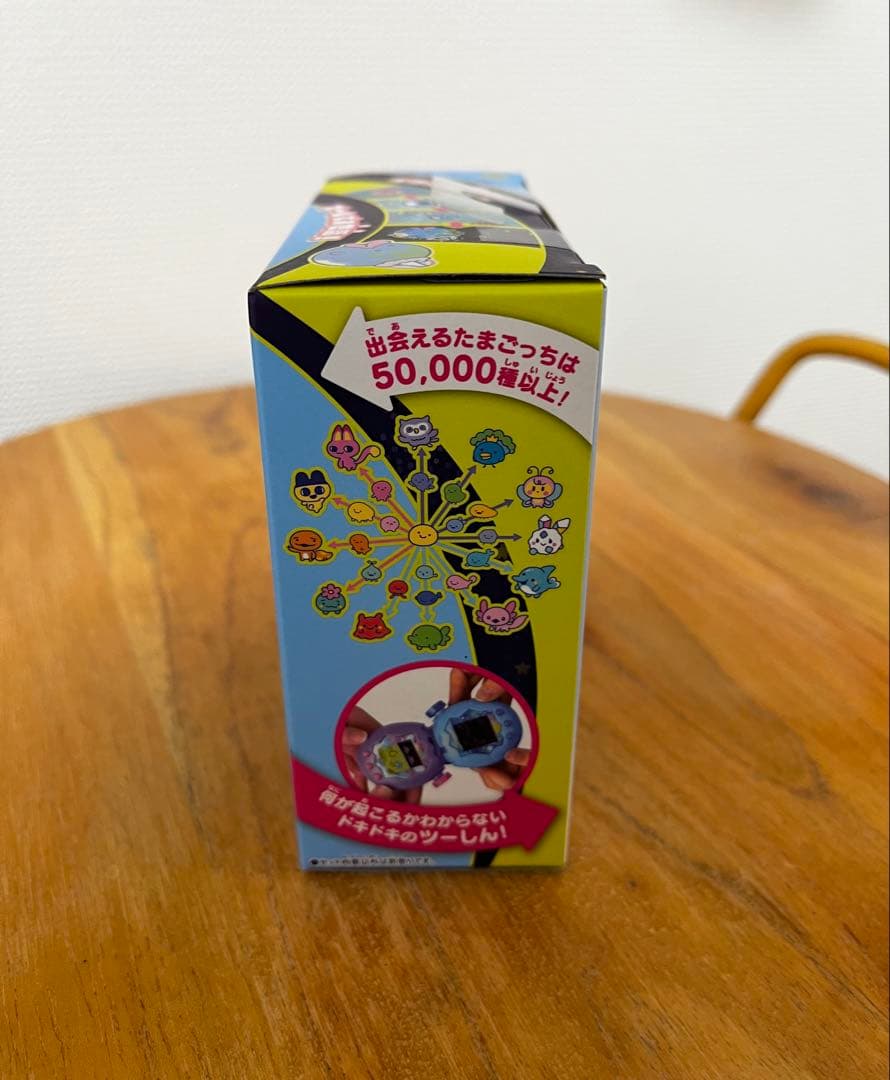 出会えるたまごっちは
50,000種以上!
何が起こるかわからない
ドキドキのツーしん!